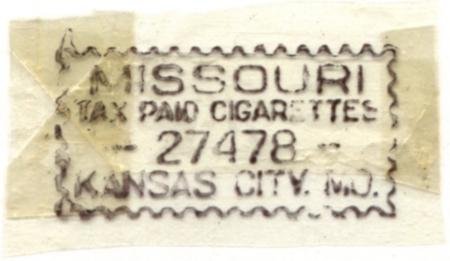 MISSOURI
TAX PAID CIGARETTES
- 27478 -
KANSAS CITY. MO.